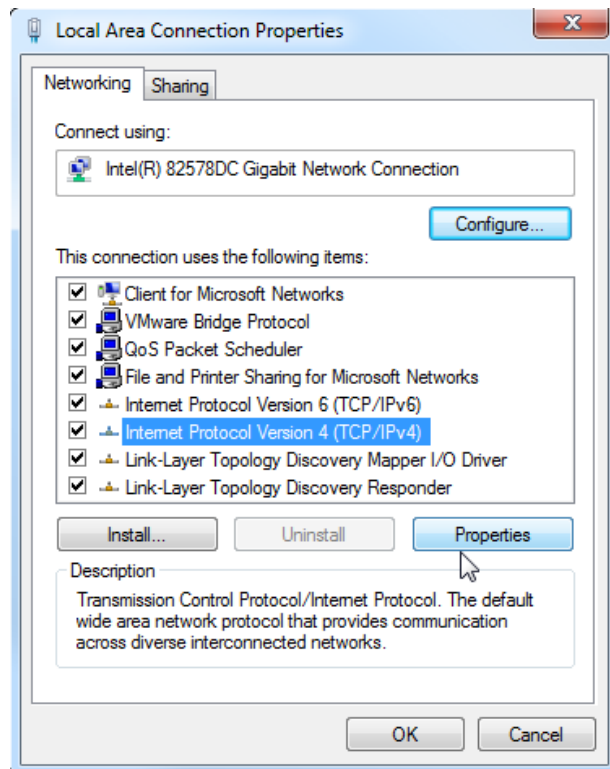 Local Area Connection Properties
Networking
Sharing
Connect using:
Intel(R) 82578DC Gigabit Network Connection
Configure...
This connection uses the following items:
Client for Microsoft Networks
VMware Bridge Protocol
QoS Packet Scheduler
File and Printer Sharing for Microsoft Networks
Internet Protocol Version 6 (TCP/IPv6)
Internet Protocol Version 4 (TCP/IPv4)
Link-Layer Topology Discovery Mapper I/O Driver
Link-Layer Topology Discovery Responder
Install...
Uninstall
Properties
Description
Transmission Control Protocol/Internet Protocol. The default
wide area network protocol that provides communication
across diverse interconnected networks.
OK
Cancel